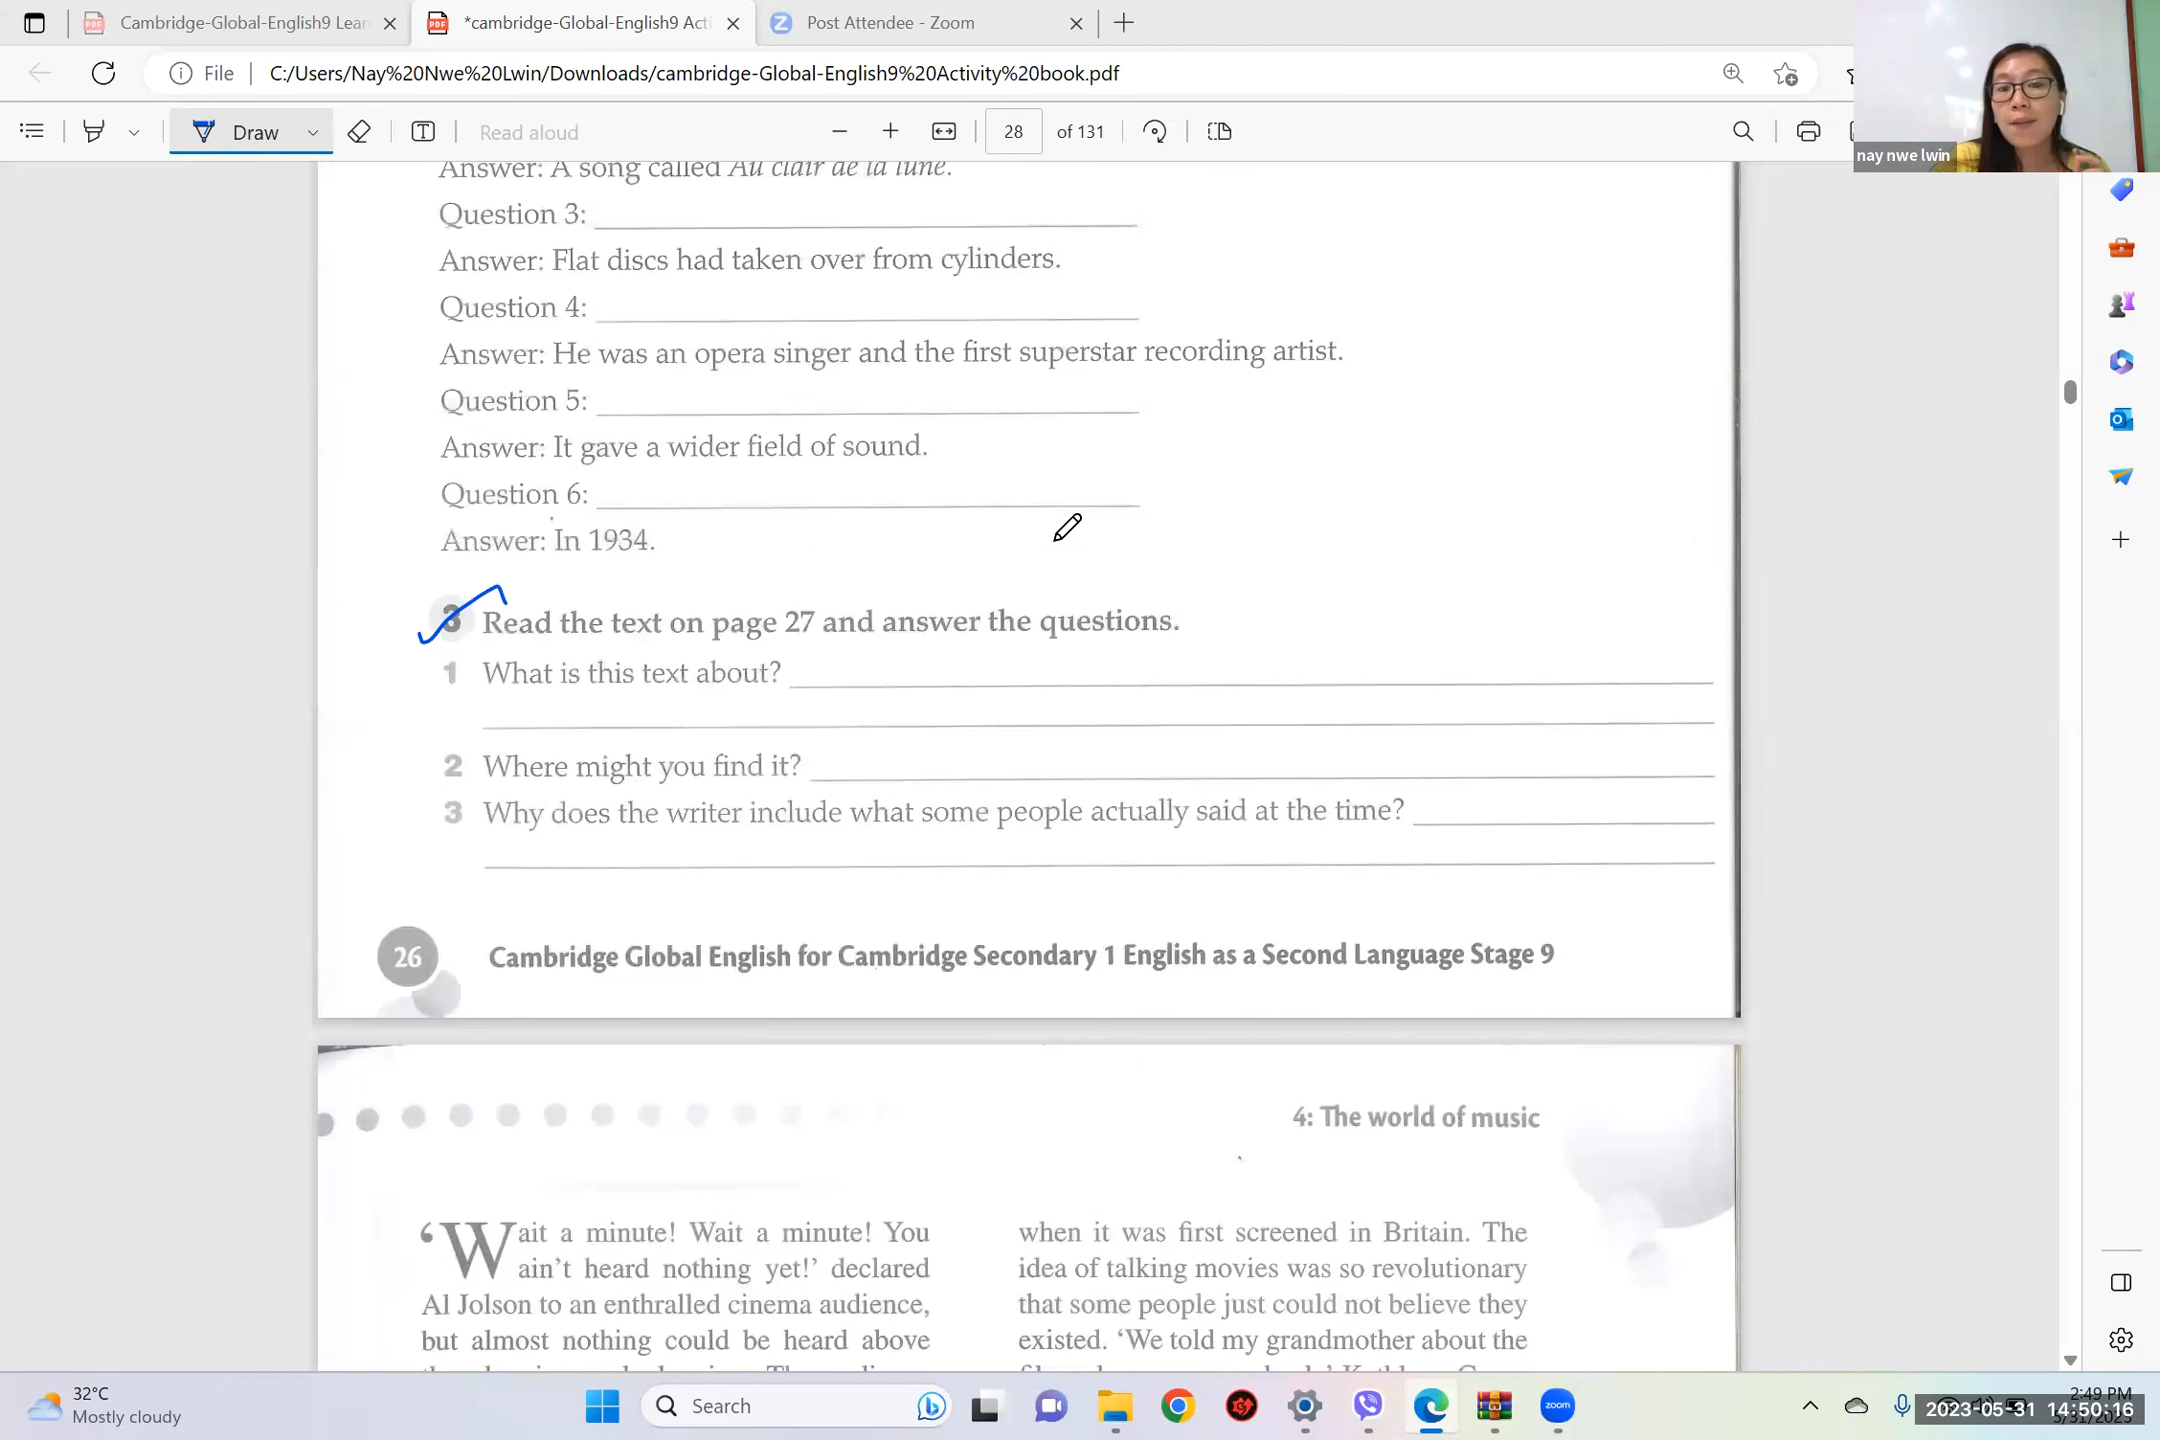 Cambridge-Global-English9 Lear
*cambridge-Global-English9 Acti
Post Attendee - Zoom
File
C:/Users/Nay%20Nwe%20Lwin/Downloads/cambridge-Global-English9%20Activity%20book.pdf
Draw
Read aloud
28
of 131
nay nwe lwin
Answer: A song called Au clair de la lune.
Question 3:
Answer: Flat discs had taken over from cylinders.
Question 4:
Answer: He was an opera singer and the first superstar recording artist.
Question 5:
Answer: It gave a wider field of sound.
Question 6:
Answer: In 1934.
3 Read the text on page 27 and answer the questions.
1 What is this text about?
2 Where might you find it?
3 Why does the writer include what some people actually said at the time?
26 Cambridge Global English for Cambridge Secondary 1 English as a Second Language Stage 9
4: The world of music
‘Wait a minute! Wait a minute! You
ain’t heard nothing yet!’ declared
Al Jolson to an enthralled cinema audience,
but almost nothing could be heard above
when it was first screened in Britain. The
idea of talking movies was so revolutionary
that some people just could not believe they
existed. ‘We told my grandmother about the
32°C
Mostly cloudy
Search
zoom
2:49 PM
2023-05-31 14:50:16